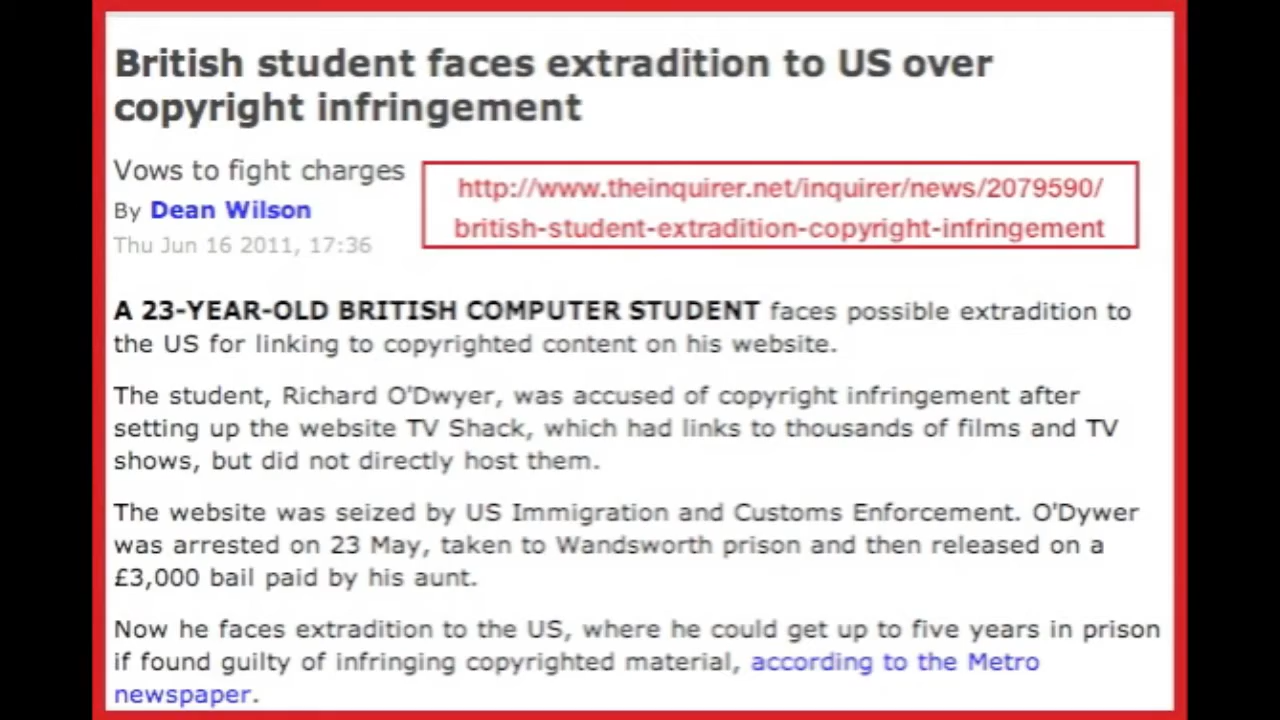 British student faces extradition to US over
copyright infringement
Vows to fight charges
By Dean Wilson
Thu Jun 16 2011, 17:36
http://www.theinquirer.net/inquirer/news/2079590/
british-student-extradition-copyright-infringement
A 23-YEAR-OLD BRITISH COMPUTER STUDENT faces possible extradition to
the US for linking to copyrighted content on his website.
The student, Richard O'Dwyer, was accused of copyright infringement after
setting up the website TV Shack, which had links to thousands of films and TV
shows, but did not directly host them.
The website was seized by US Immigration and Customs Enforcement. O'Dywer
was arrested on 23 May, taken to Wandsworth prison and then released on a
£3,000 bail paid by his aunt.
Now he faces extradition to the US, where he could get up to five years in prison
if found guilty of infringing copyrighted material, according to the Metro
newspaper.